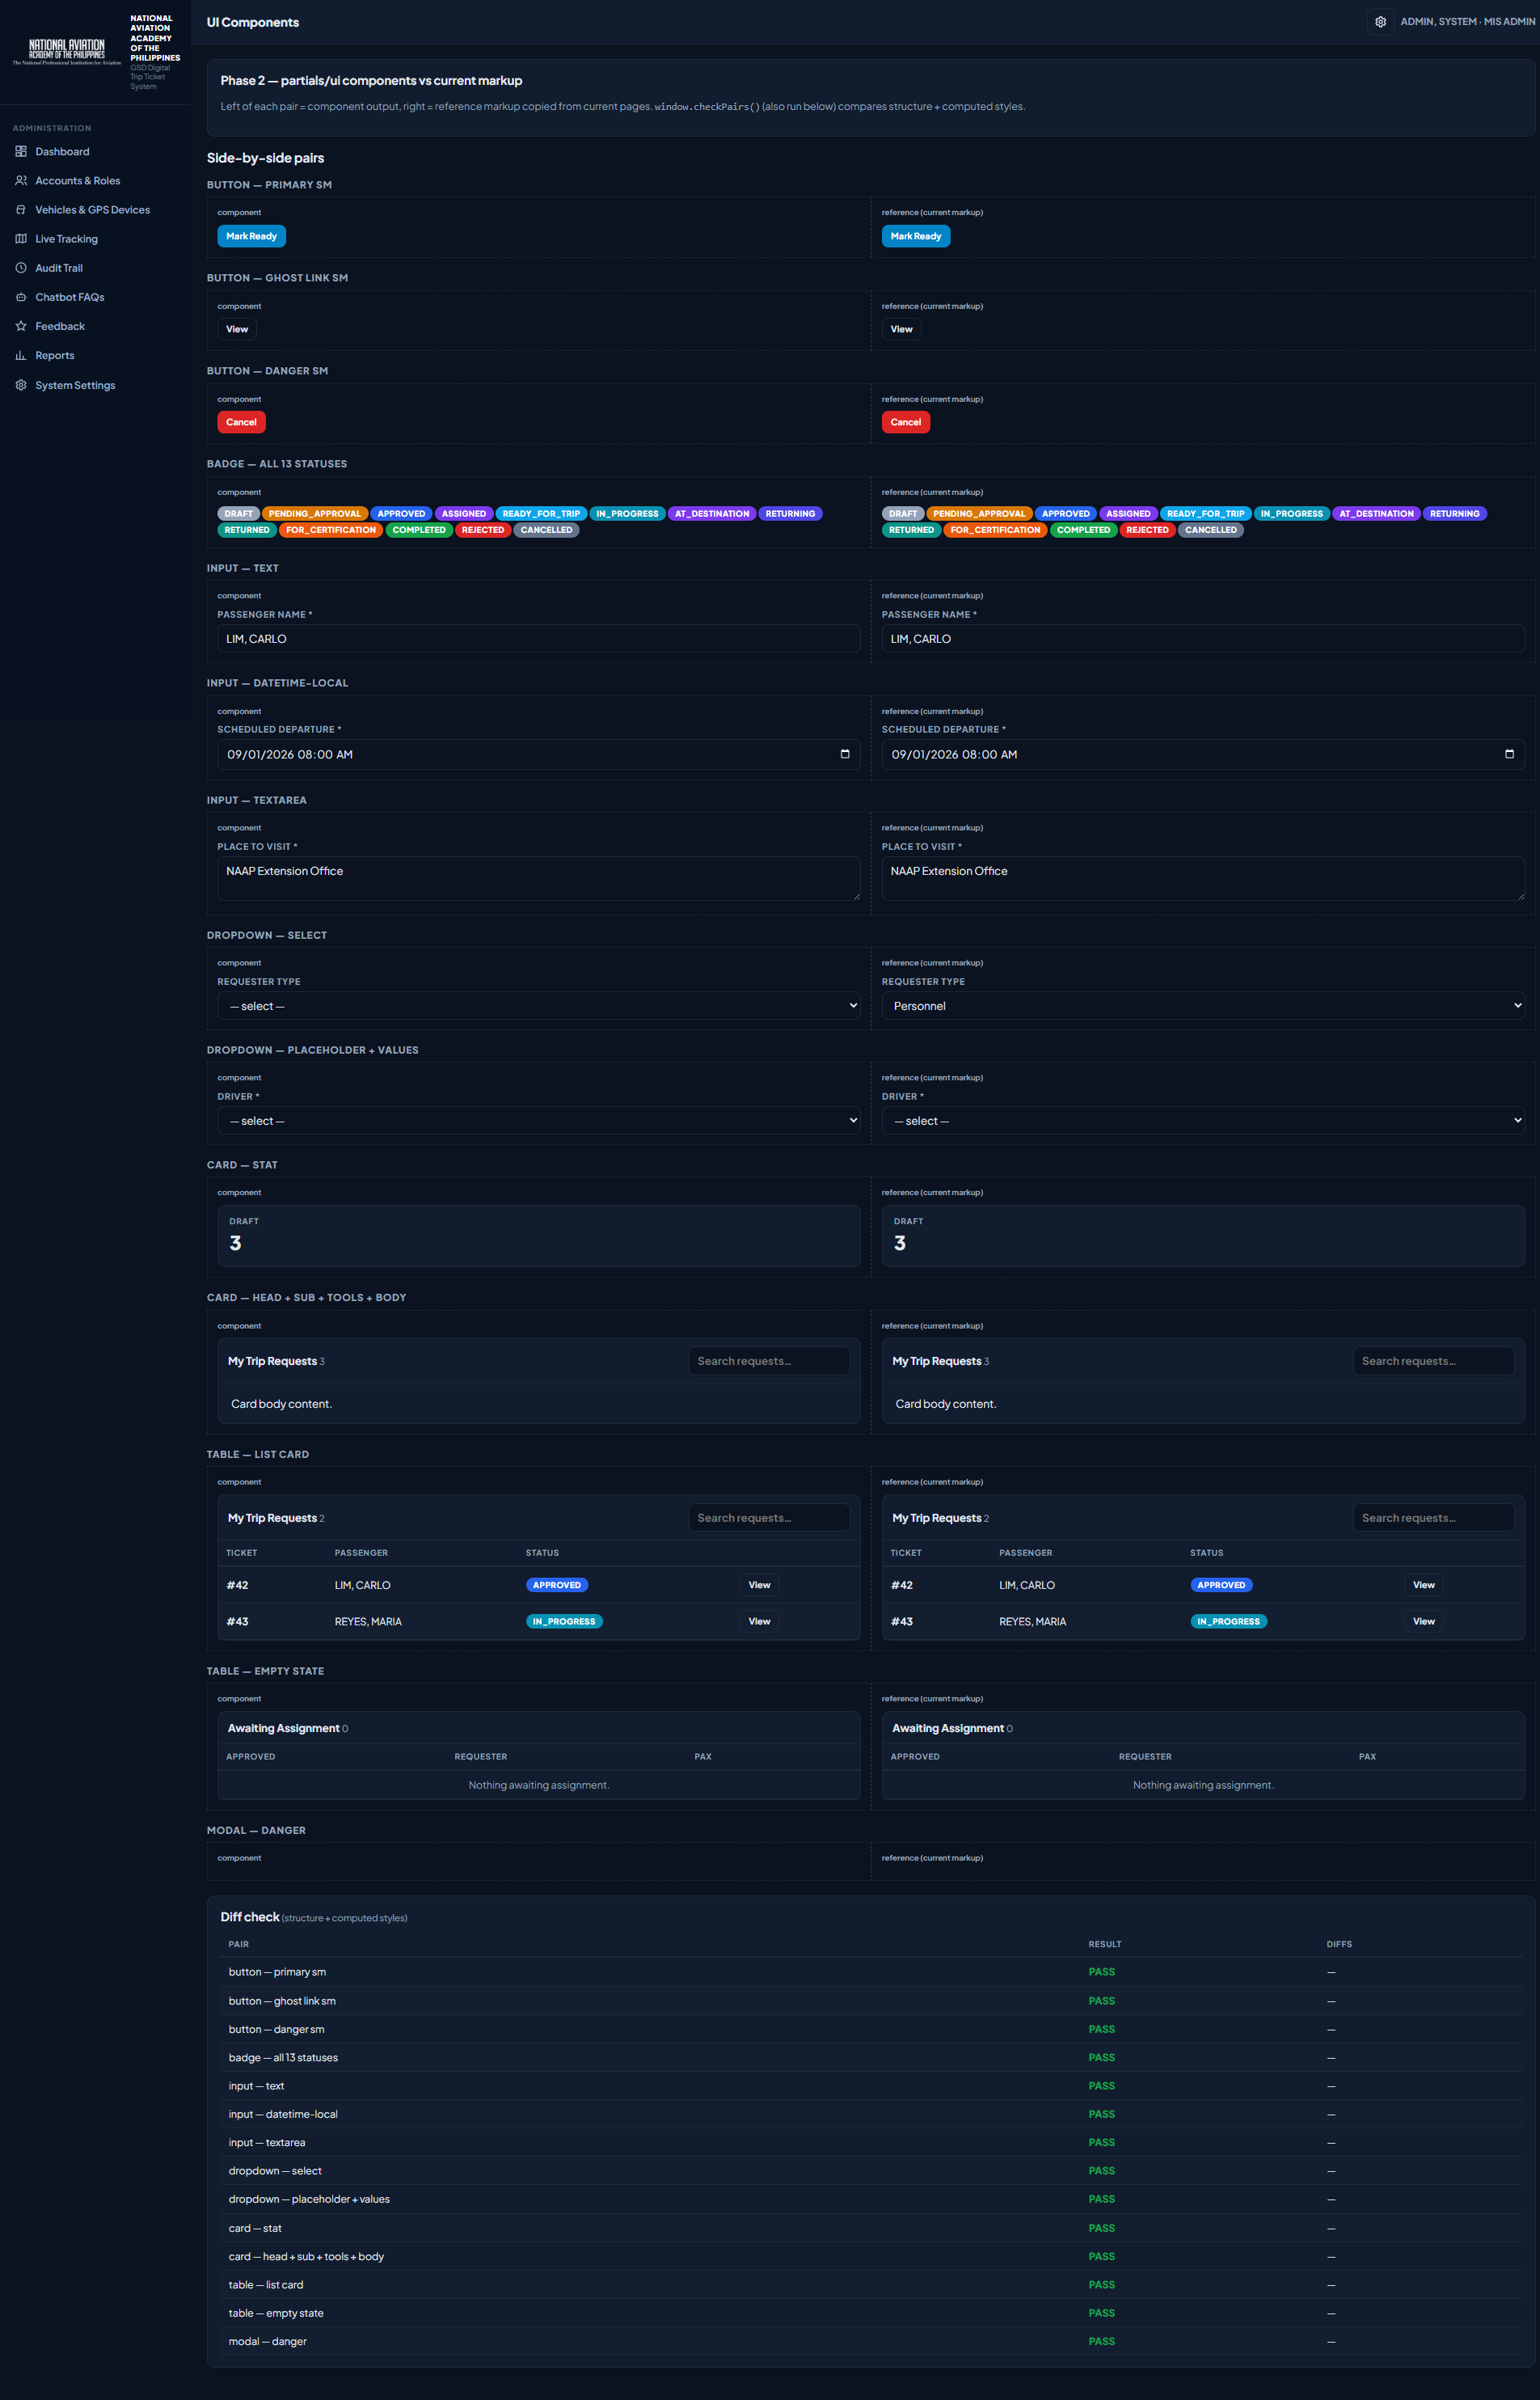 NATIONAL AVIATION
ACADEMY OF THE PHILIPPINES
The National Professional Institution for Aviation
NATIONAL
AVIATION
ACADEMY
OF THE
PHILIPPINES
GSD Digital
Trip Ticket
System
ADMINISTRATION
Dashboard
Accounts & Roles
Vehicles & GPS Devices
Live Tracking
Audit Trail
Chatbot FAQs
Feedback
Reports
System Settings
UI Components
ADMIN, SYSTEM · MIS ADMIN
Phase 2 — partials/ui components vs current markup
Left of each pair = component output, right = reference markup copied from current pages. window.checkPairs() (also run below) compares structure + computed styles.
Side-by-side pairs
BUTTON — PRIMARY SM
component
Mark Ready
reference (current markup)
Mark Ready
BUTTON — GHOST LINK SM
component
View
reference (current markup)
View
BUTTON — DANGER SM
component
Cancel
reference (current markup)
Cancel
BADGE — ALL 13 STATUSES
component
DRAFT PENDING_APPROVAL APPROVED ASSIGNED READY_FOR_TRIP IN_PROGRESS AT_DESTINATION RETURNING
RETURNED FOR_CERTIFICATION COMPLETED REJECTED CANCELLED
reference (current markup)
DRAFT PENDING_APPROVAL APPROVED ASSIGNED READY_FOR_TRIP IN_PROGRESS AT_DESTINATION RETURNING
RETURNED FOR_CERTIFICATION COMPLETED REJECTED CANCELLED
INPUT — TEXT
component
PASSENGER NAME *
LIM, CARLO
reference (current markup)
PASSENGER NAME *
LIM, CARLO
INPUT — DATETIME-LOCAL
component
SCHEDULED DEPARTURE *
09/01/2026 08:00 AM
reference (current markup)
SCHEDULED DEPARTURE *
09/01/2026 08:00 AM
INPUT — TEXTAREA
component
PLACE TO VISIT *
NAAP Extension Office
reference (current markup)
PLACE TO VISIT *
NAAP Extension Office
DROPDOWN — SELECT
component
REQUESTER TYPE
— select —
reference (current markup)
REQUESTER TYPE
Personnel
DROPDOWN — PLACEHOLDER + VALUES
component
DRIVER *
— select —
reference (current markup)
DRIVER *
— select —
CARD — STAT
component
DRAFT
3
reference (current markup)
DRAFT
3
CARD — HEAD + SUB + TOOLS + BODY
component
My Trip Requests 3
Search requests...
Card body content.
reference (current markup)
My Trip Requests 3
Search requests...
Card body content.
TABLE — LIST CARD
component
My Trip Requests 2
Search requests...
TICKET PASSENGER STATUS
#42 LIM, CARLO APPROVED View
#43 REYES, MARIA IN_PROGRESS View
reference (current markup)
My Trip Requests 2
Search requests...
TICKET PASSENGER STATUS
#42 LIM, CARLO APPROVED View
#43 REYES, MARIA IN_PROGRESS View
TABLE — EMPTY STATE
component
Awaiting Assignment 0
APPROVED REQUESTER PAX
Nothing awaiting assignment.
reference (current markup)
Awaiting Assignment 0
APPROVED REQUESTER PAX
Nothing awaiting assignment.
MODAL — DANGER
component
reference (current markup)
Diff check (structure + computed styles)
PAIR RESULT DIFFS
button — primary sm PASS —
button — ghost link sm PASS —
button — danger sm PASS —
badge — all 13 statuses PASS —
input — text PASS —
input — datetime-local PASS —
input — textarea PASS —
dropdown — select PASS —
dropdown — placeholder + values PASS —
card — stat PASS —
card — head + sub + tools + body PASS —
table — list card PASS —
table — empty state PASS —
modal — danger PASS —